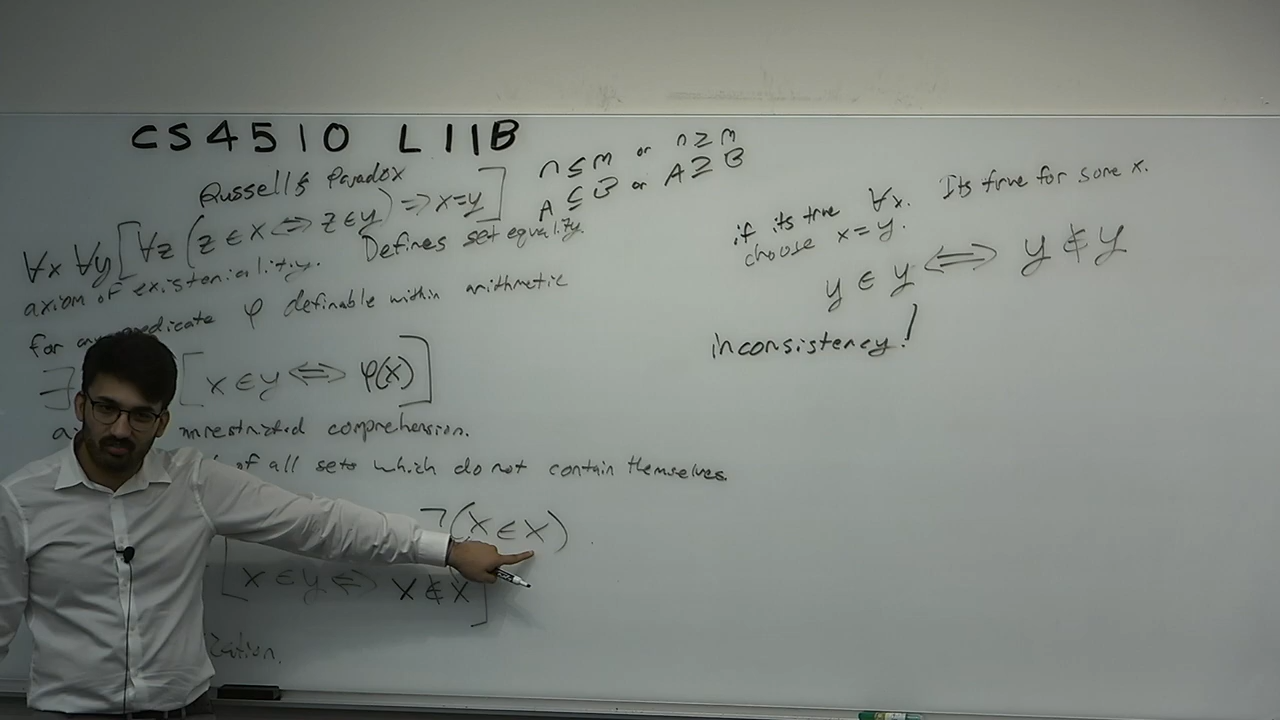 CS4510 L11B
Russell's Paradox
n ≤ m or n ≥ m
A ≤ B or A ≥ B
∀x ∀y [∀z (z ∈ x ⟺ z ∈ y) ⟹ x=y]
axiom of existeniality. Defines set equality.
for any predicate φ definable within arithmetic
∃ [x ∈ y ⟺ φ(x)]
unrestricted comprehension.
of all sets which do not contain themselves.
¬(x ∈ x)
[x ∈ y ⟺ x ∉ x]
if its true ∀x. Its true for some x.
choose x=y.
y ∈ y ⟺ y ∉ y
inconsistency!